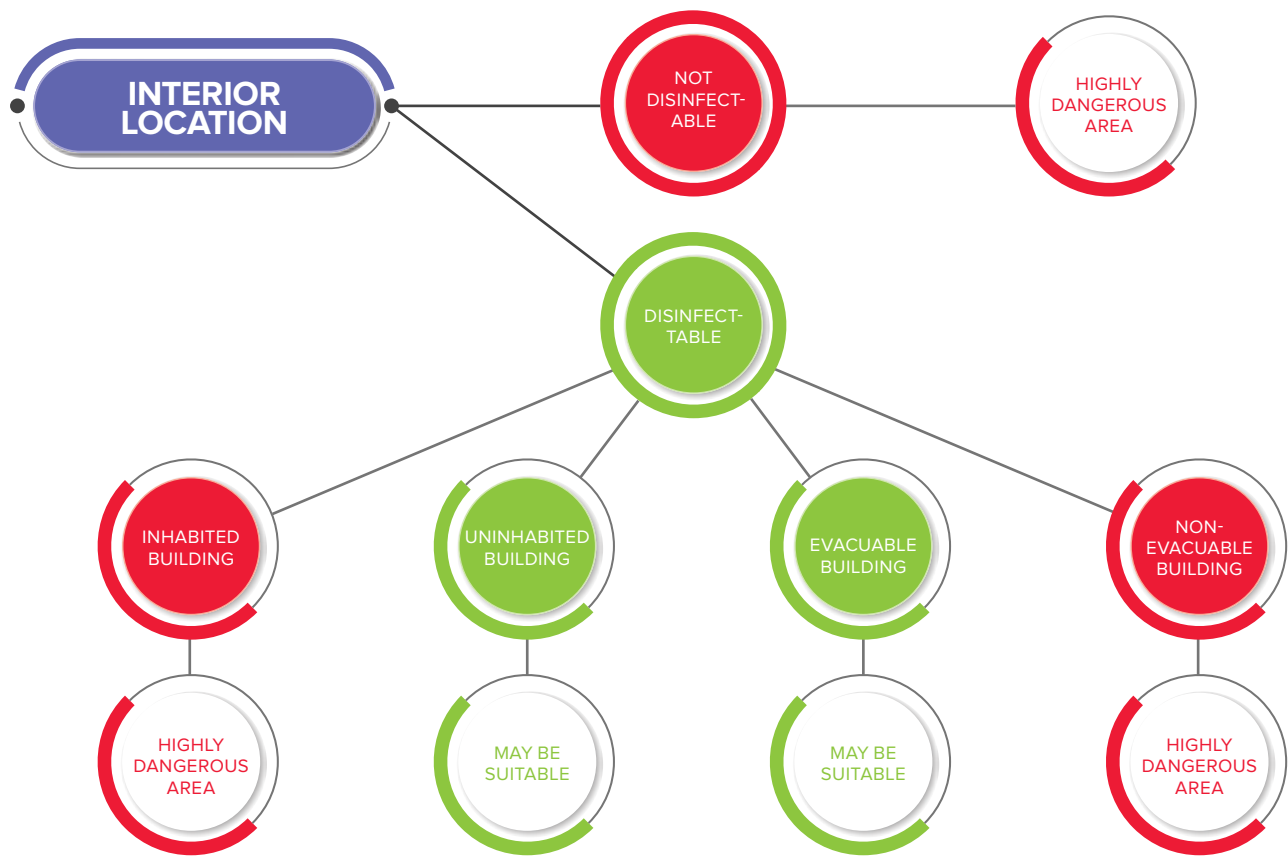 INTERIOR
LOCATION
NOT
DISINFECT-
ABLE
HIGHLY
DANGEROUS
AREA
DISINFECT-
TABLE
INHABITED
BUILDING
UNINHABITED
BUILDING
EVACUABLE
BUILDING
NON-
EVACUABLE
BUILDING
HIGHLY
DANGEROUS
AREA
MAY BE
SUITABLE
MAY BE
SUITABLE
HIGHLY
DANGEROUS
AREA